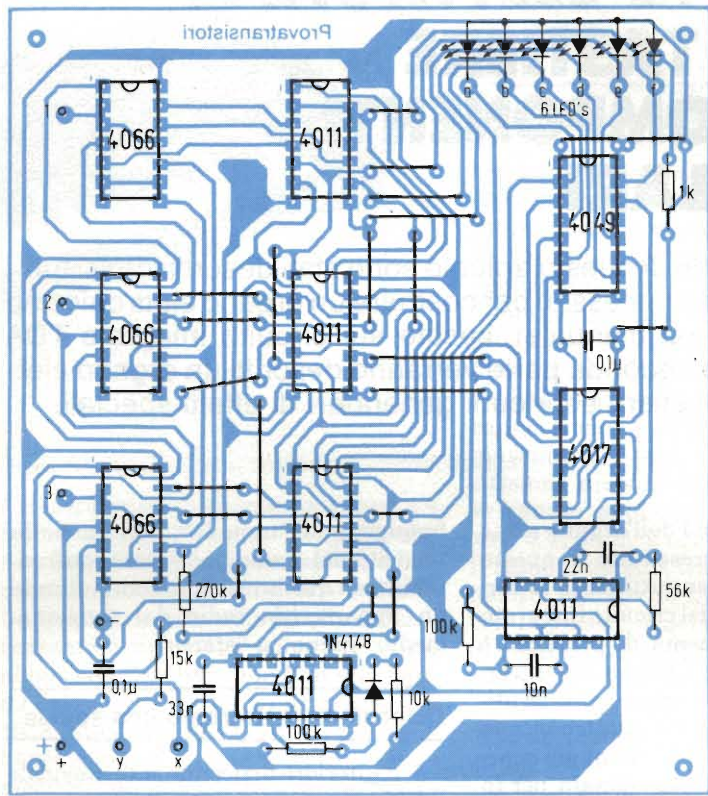 Provatransistori
a b c d e f
6 LED's
1
4066
4011
4049
1k
2
4066
4011
0,1µ
4017
3
4066
4011
270k
22n
56k
-
4011
100k
1N4148
15k
0,1µ
33n
4011
10k
10n
100k
+
+ y x